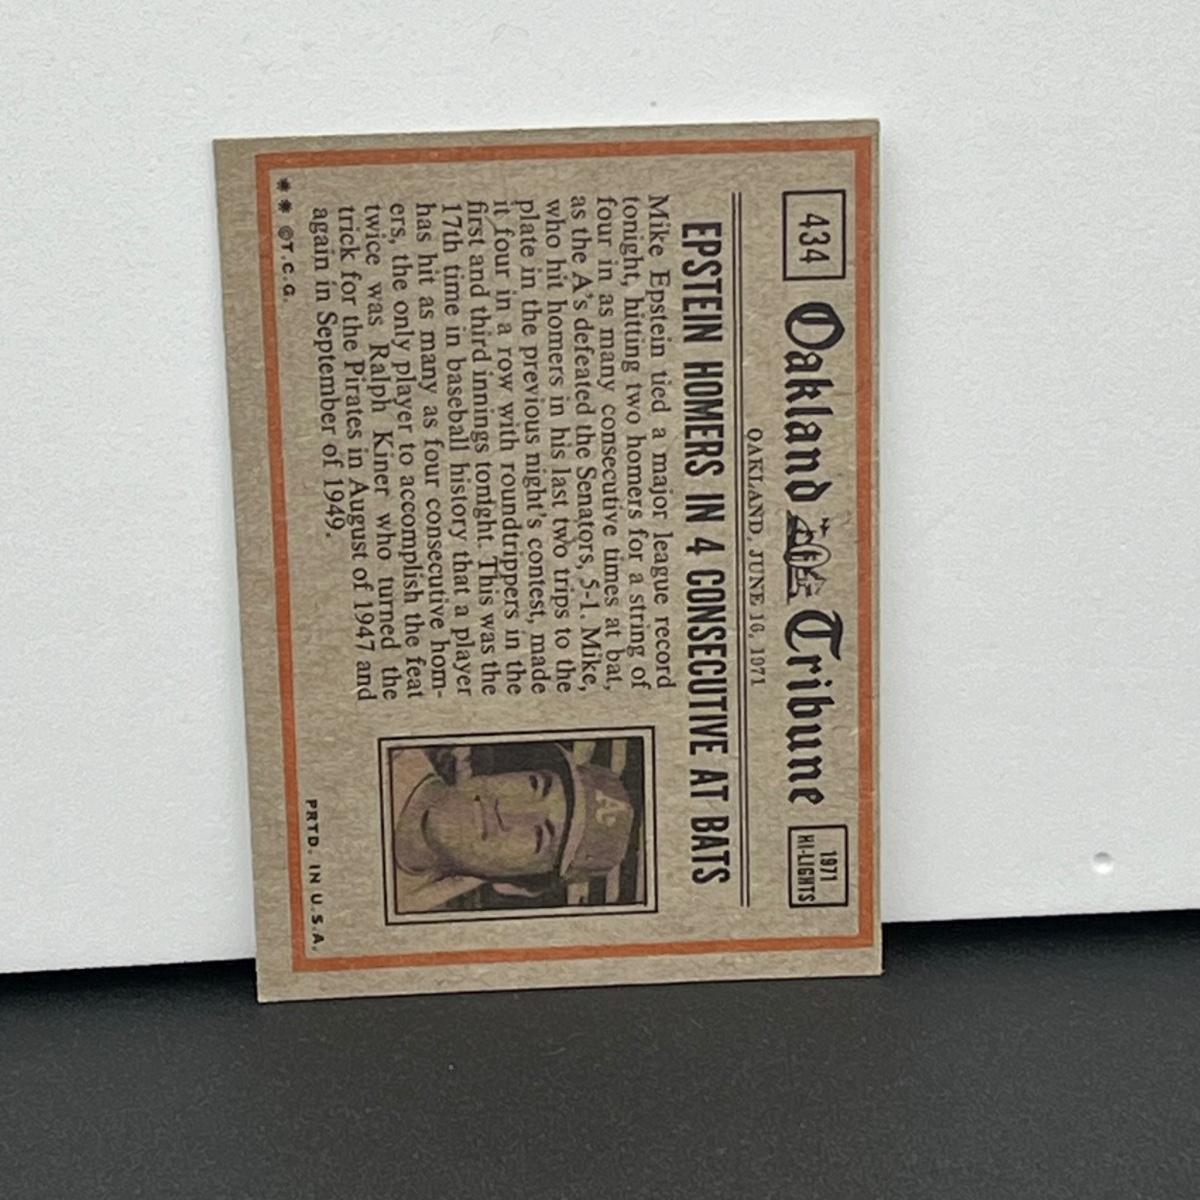 434
Oakland Tribune
1971
HI-LIGHTS
OAKLAND, JUNE 16, 1971
EPSTEIN HOMERS IN 4 CONSECUTIVE AT BATS
Mike Epstein tied a major league record
tonight, hitting two homers for a string of
four in as many consecutive times at bat,
as the A's defeated the Senators, 5-1. Mike,
who hit homers in his last two trips to the
plate in the previous night's contest, made
it four in a row with roundtrippers in the
first and third innings tonight. This was the
17th time in baseball history that a player
has hit as many as four consecutive hom-
ers, the only player to accomplish the feat
twice was Ralph Kiner who turned the
trick for the Pirates in August of 1947 and
again in September of 1949.
A's
** ©T.C.G.
PRTD. IN U.S.A.